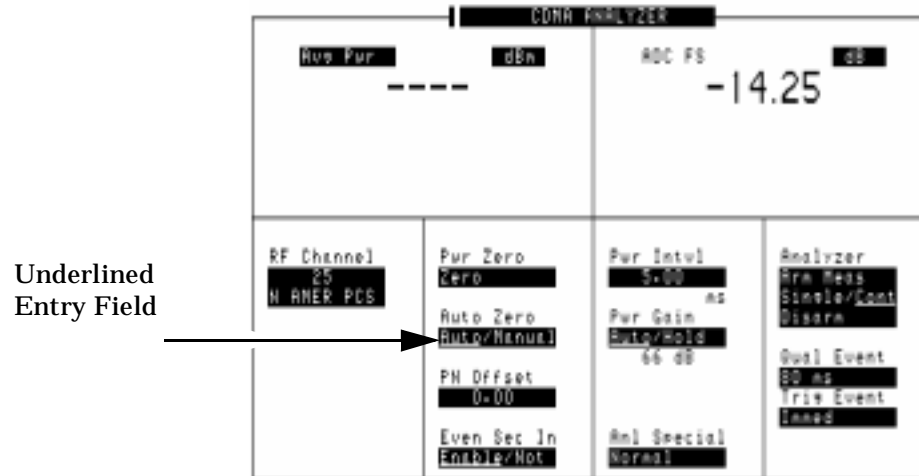 CDMA ANALYZER
Avg Pwr dBm
----
ADC FS dB
-14.25
Underlined
Entry Field
RF Channel
25
N AMER PCS
Pwr Zero
Zero
Auto Zero
Auto/Manual
PN Offset
0.00
Even Sec In
Enable/Not
Pwr Intvl
5.00
ms
Pwr Gain
Auto/Hold
66 dB
Anl Special
Normal
Analyzer
Arm Meas
Single/Cont
Disarm
Qual Event
80 ms
Trig Event
Immed